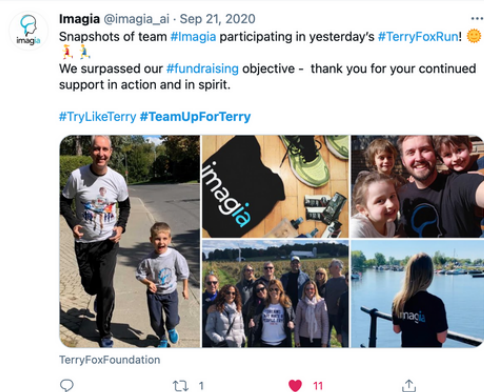 imagia
Imagia @imagia_ai · Sep 21, 2020
Snapshots of team #Imagia participating in yesterday's #TerryFoxRun!
We surpassed our #fundraising objective - thank you for your continued
support in action and in spirit.
#TryLikeTerry #TeamUpForTerry
imagia
imagia
TerryFoxFoundation
1
11